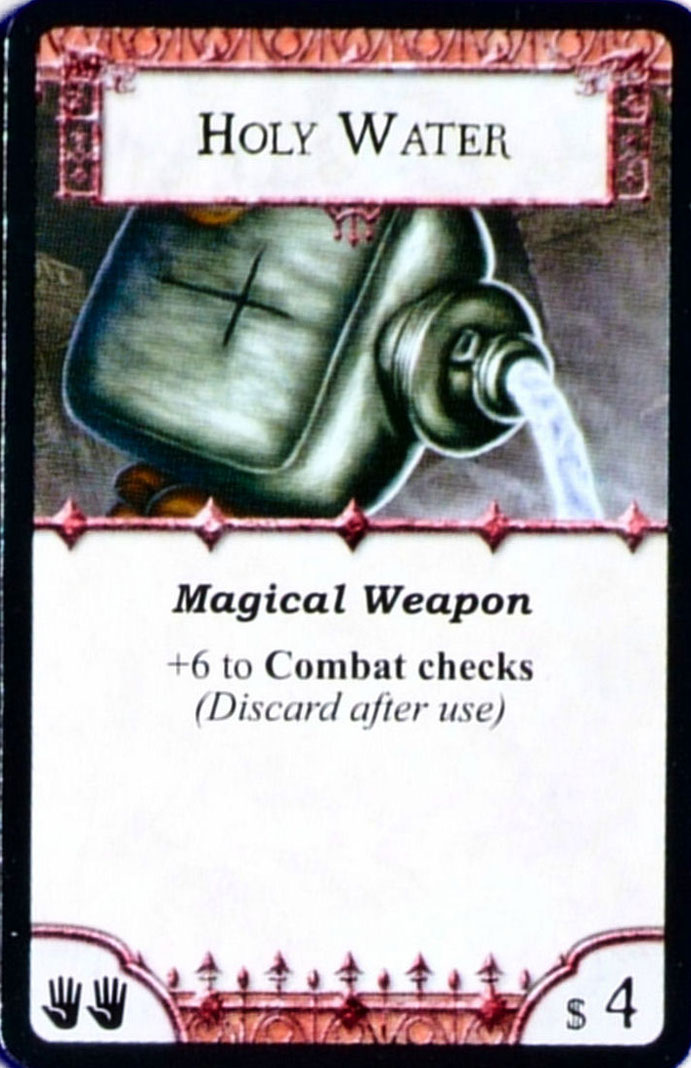 Holy Water
Magical Weapon
+6 to Combat checks
(Discard after use)
$ 4